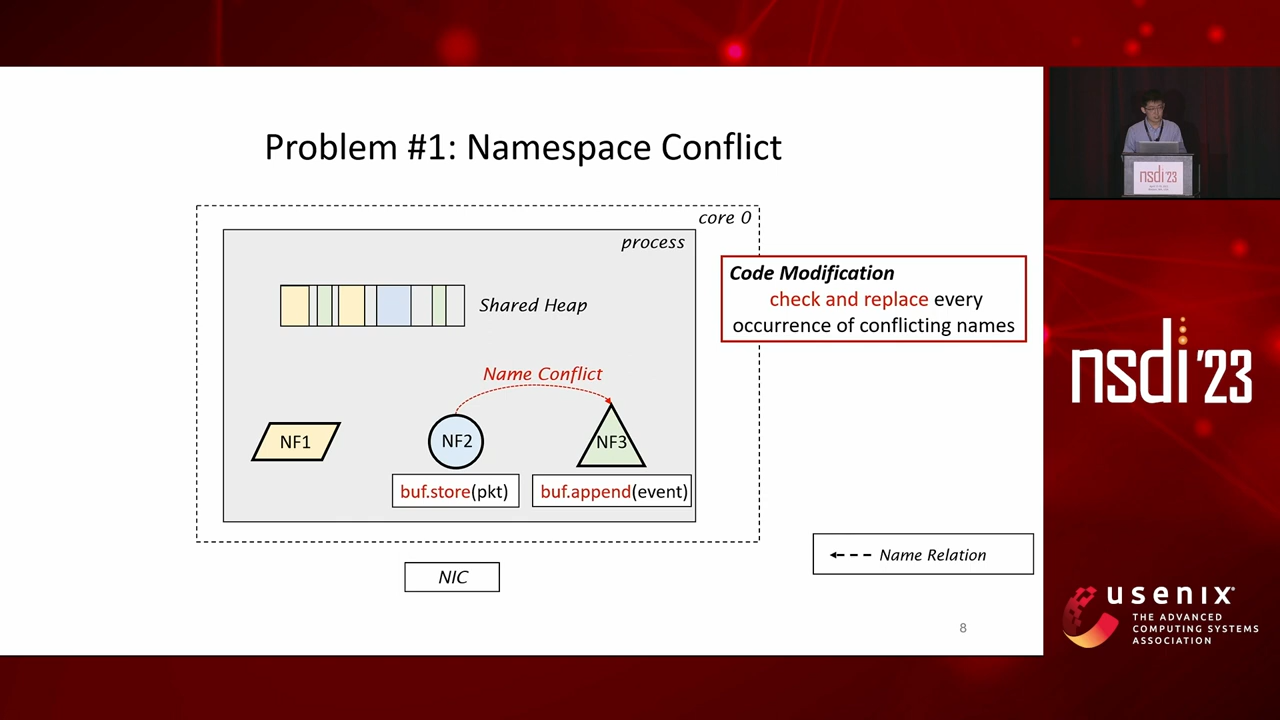 Problem #1: Namespace Conflict
core 0
process
Code Modification
check and replace every
occurrence of conflicting names
Shared Heap
Name Conflict
NF1
NF2
NF3
buf.store(pkt)
buf.append(event)
Name Relation
NIC
8
nsdi'23
nsdi '23
usenix
THE ADVANCED
COMPUTING SYSTEMS
ASSOCIATION